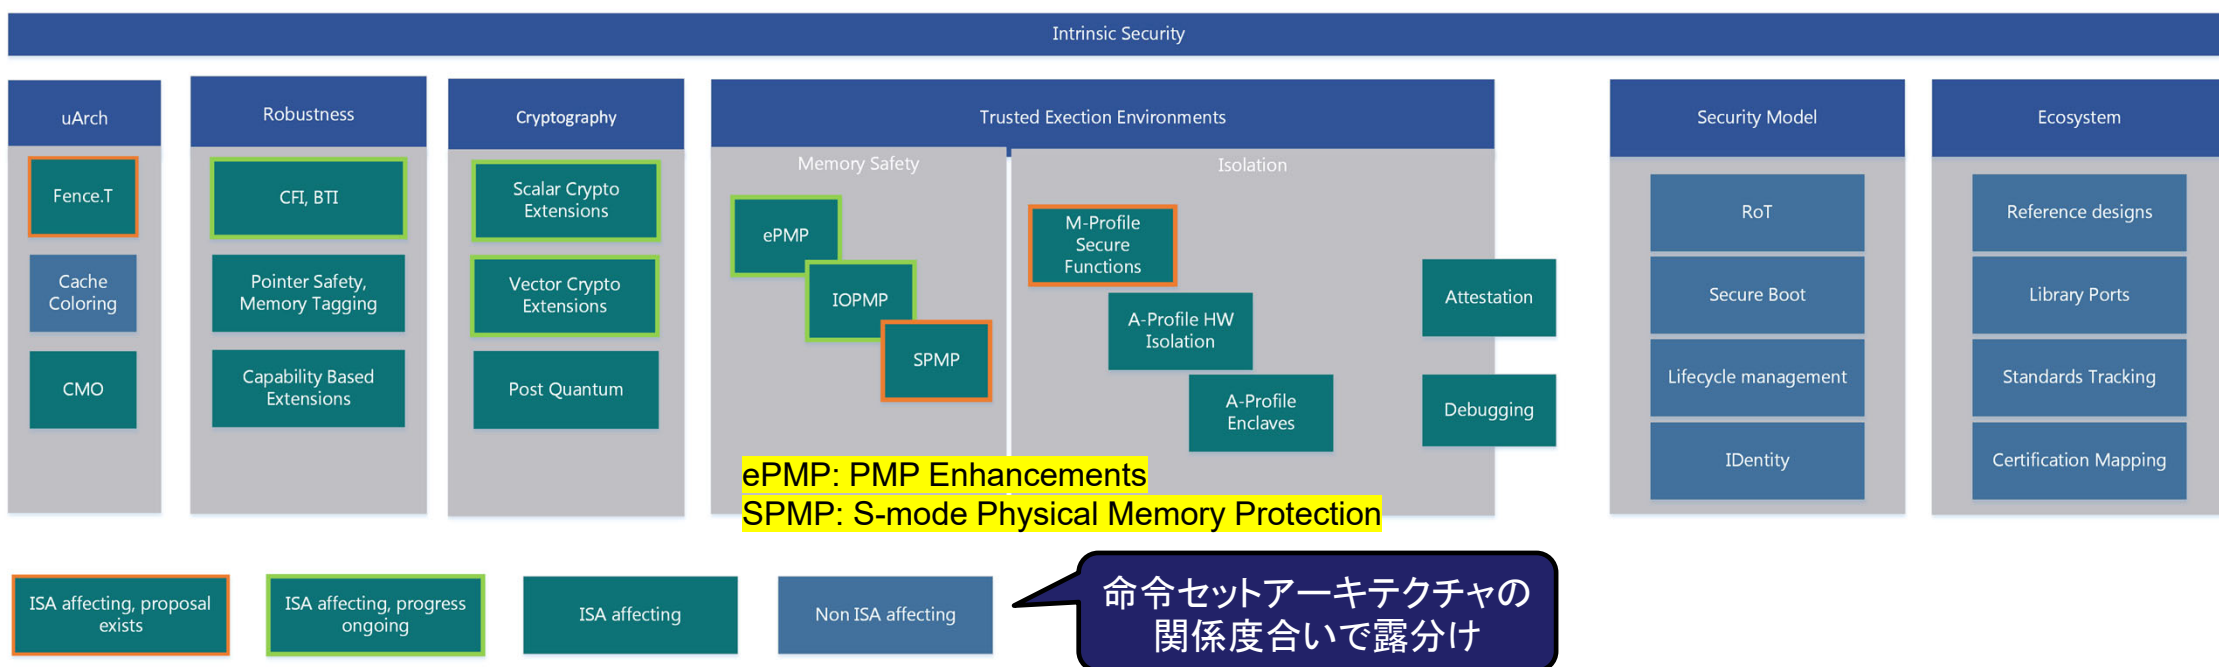 Intrinsic Security
uArch
Fence.T
Cache
Coloring
CMO
Robustness
CFI, BTI
Pointer Safety,
Memory Tagging
Capability Based
Extensions
Cryptography
Scalar Crypto
Extensions
Vector Crypto
Extensions
Post Quantum
Trusted Exection Environments
Memory Safety
ePMP
IOPMP
SPMP
Isolation
M-Profile
Secure
Functions
A-Profile HW
Isolation
A-Profile
Enclaves
Attestation
Debugging
ePMP: PMP Enhancements
SPMP: S-mode Physical Memory Protection
Security Model
RoT
Secure Boot
Lifecycle management
IDentity
Ecosystem
Reference designs
Library Ports
Standards Tracking
Certification Mapping
ISA affecting, proposal
exists
ISA affecting, progress
ongoing
ISA affecting
Non ISA affecting
命令セットアーキテクチャの
関係度合いで露分け